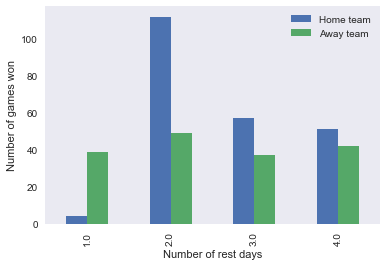 Home team
Away team
Number of games won
100
80
60
40
20
0
1.0
2.0
3.0
4.0
Number of rest days